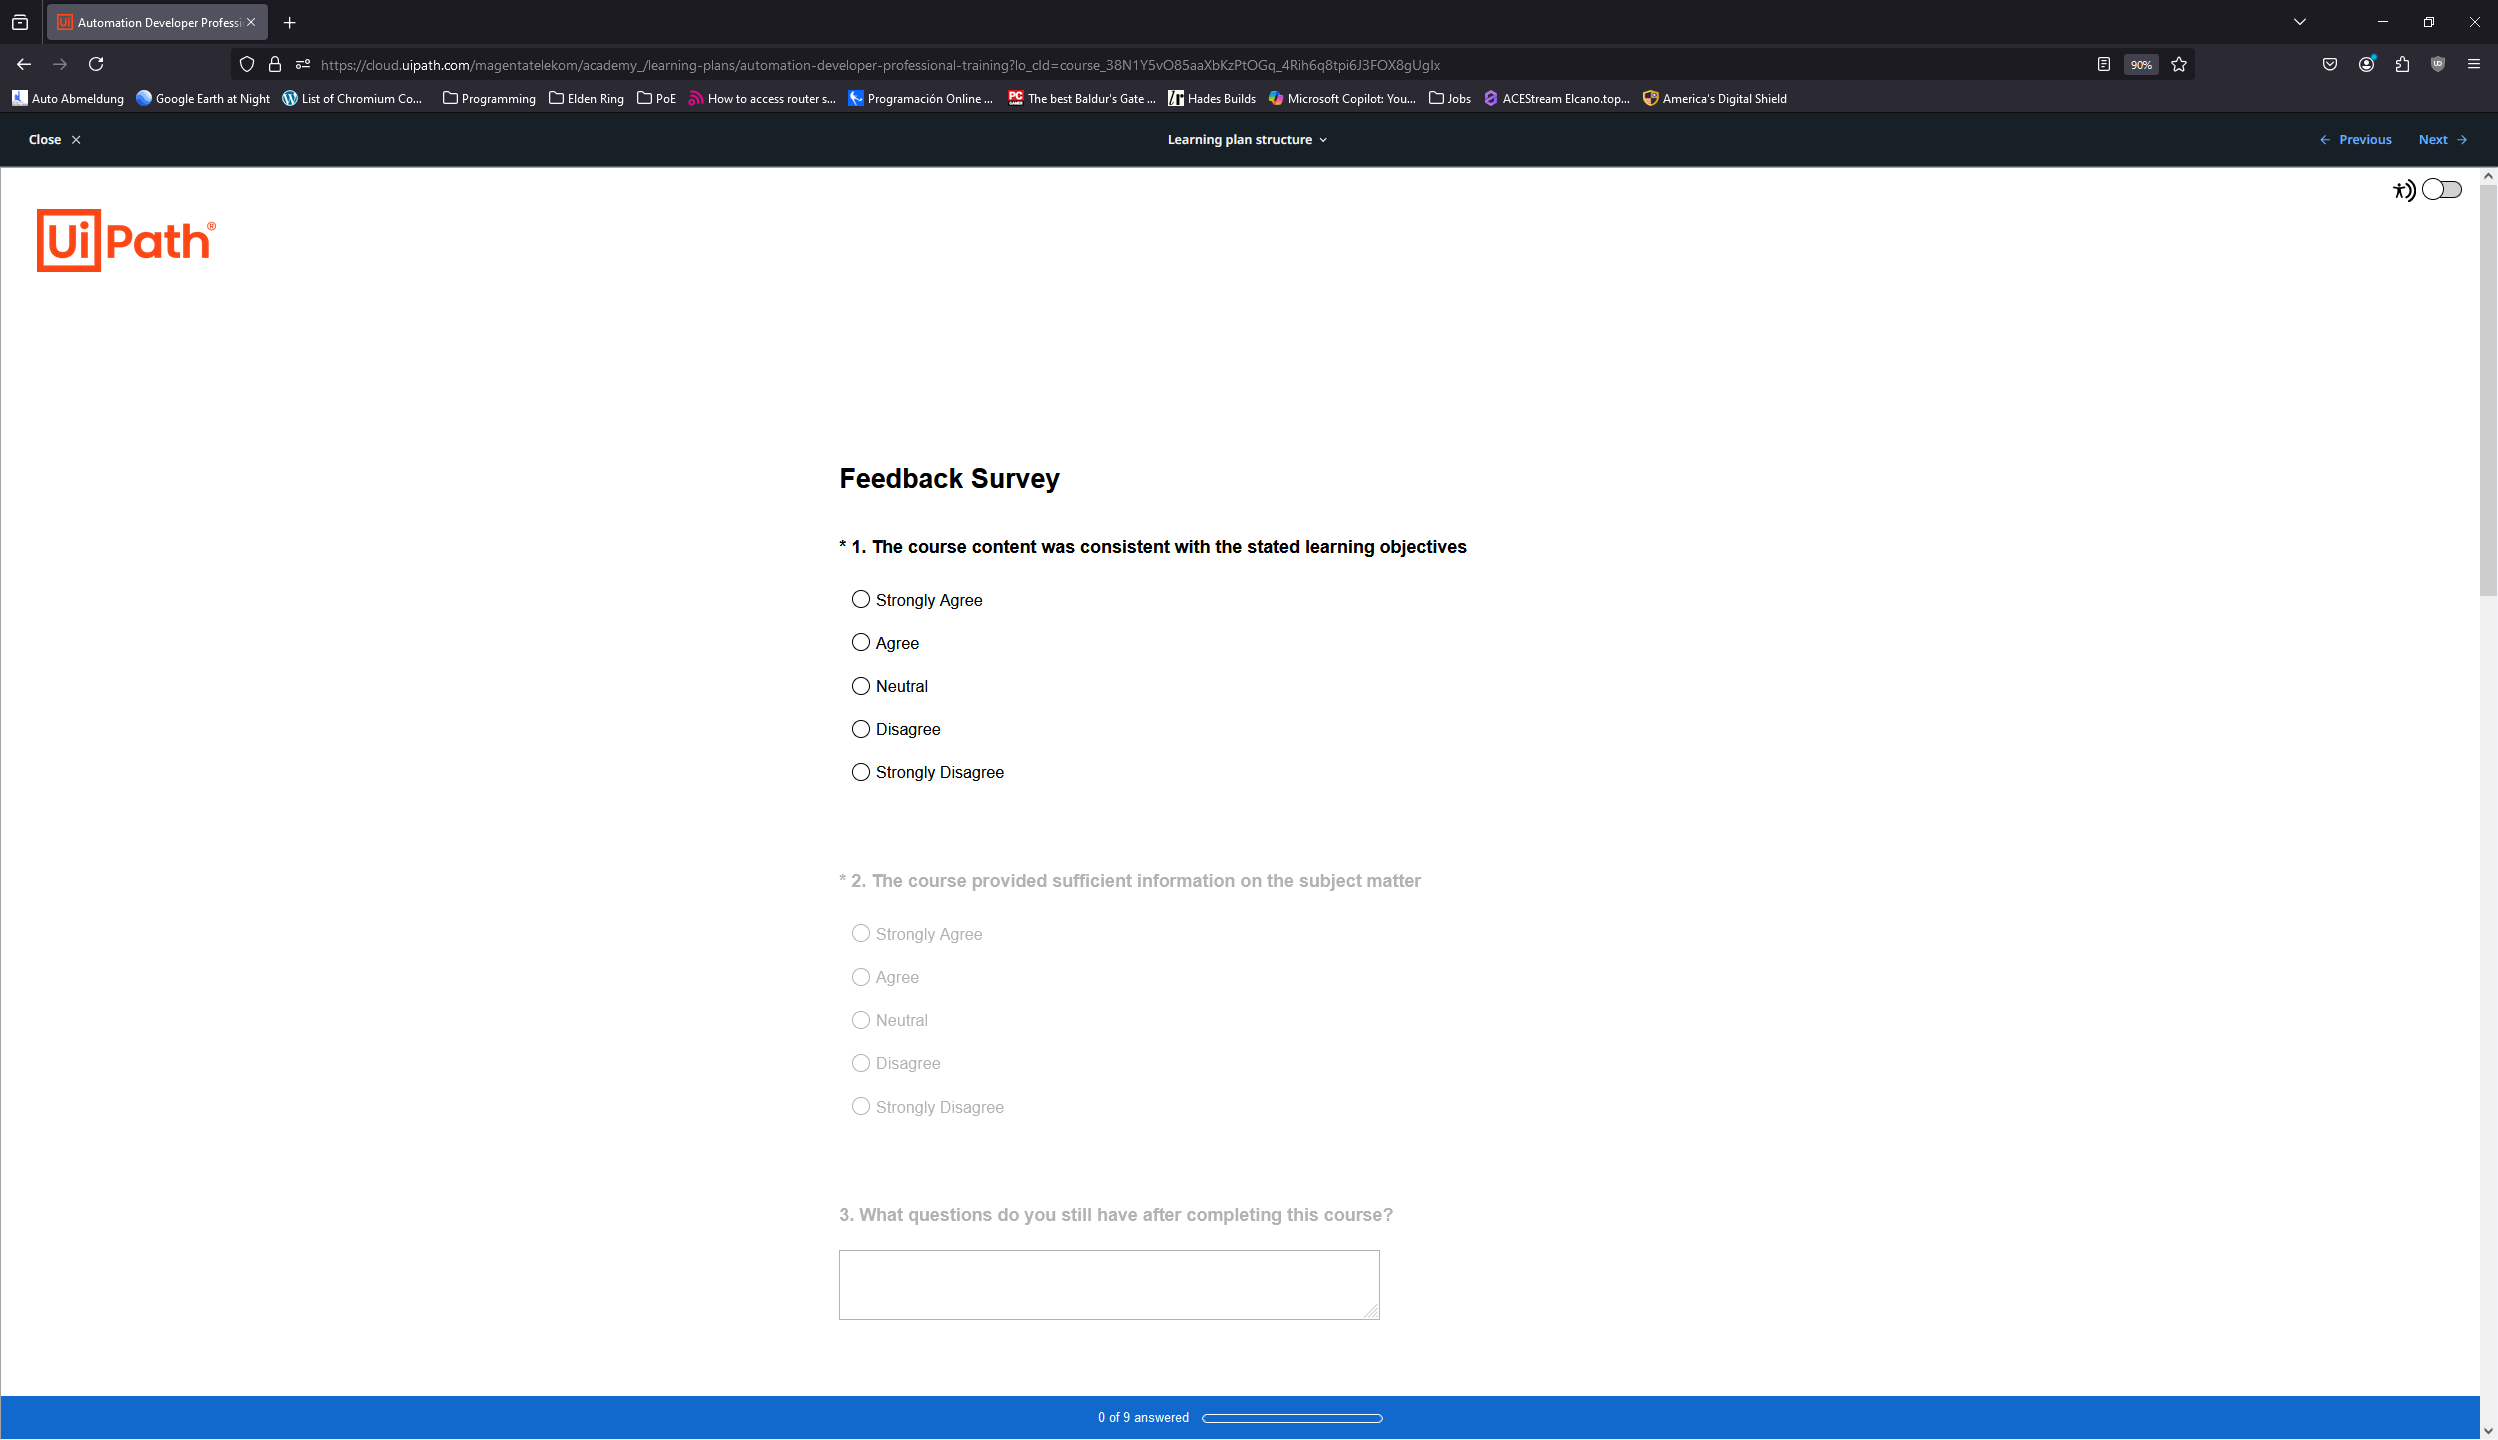 Automation Developer Professi
https://cloud.uipath.com/magentatelekom/academy_/learning-plans/automation-developer-professional-training?lo_cId=course_38N1Y5vO85aaXbKzPtOGq_4Rih6q8tpi6J3FOX8gUgIx
90%
Auto Abmeldung
Google Earth at Night
List of Chromium Co...
Programming
Elden Ring
PoE
How to access router s...
Programación Online ...
The best Baldur's Gate ...
Hades Builds
Microsoft Copilot: You...
Jobs
ACEStream Elcano.top...
America's Digital Shield
Close
Learning plan structure
Previous
Next
UiPath®
Feedback Survey
* 1. The course content was consistent with the stated learning objectives
Strongly Agree
Agree
Neutral
Disagree
Strongly Disagree
* 2. The course provided sufficient information on the subject matter
Strongly Agree
Agree
Neutral
Disagree
Strongly Disagree
3. What questions do you still have after completing this course?
0 of 9 answered